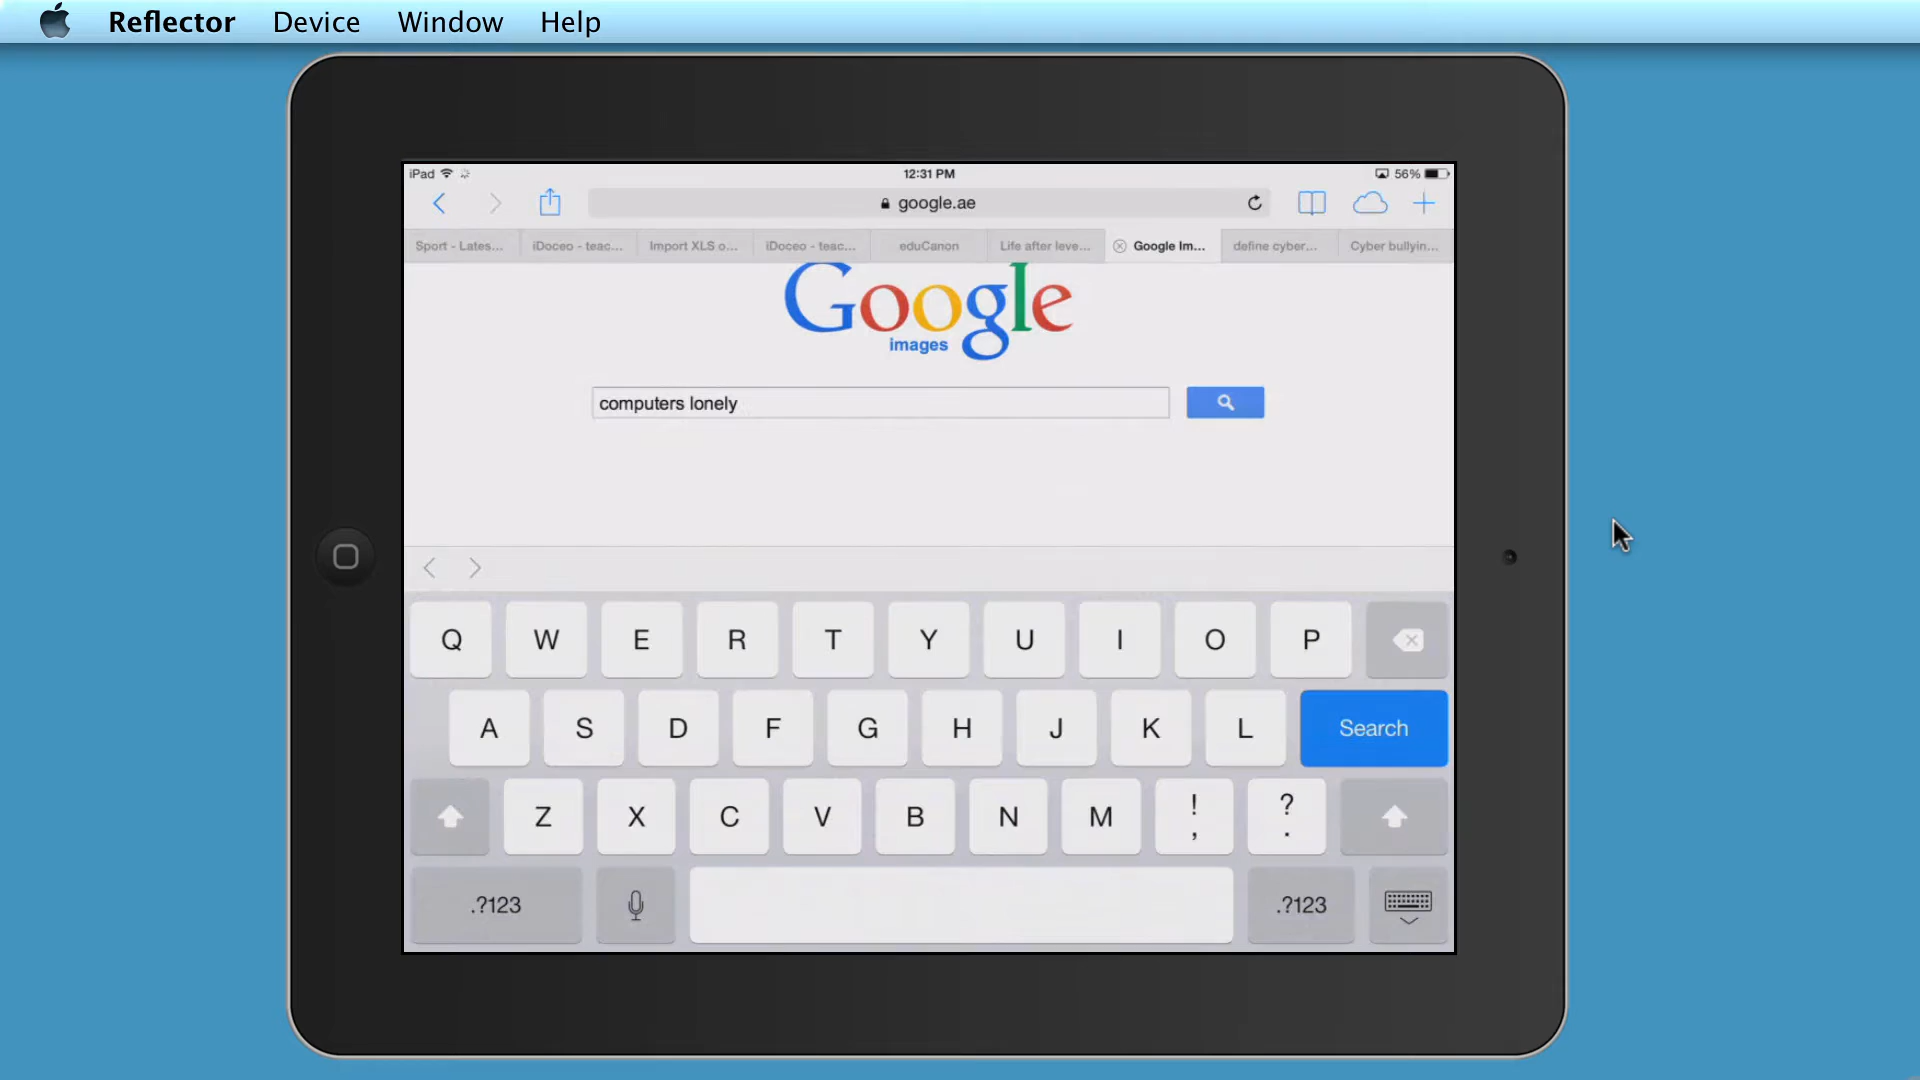 Reflector Device Window Help
iPad 12:31 PM 56%
google.ae
Sport - Lates... iDoceo - teac... Import XLS o... iDoceo - teac... eduCanon Life after leve... Google Im... define cyber... Cyber bullyin...
Google
images
computers lonely
Q W E R T Y U I O P
A S D F G H J K L Search
Z X C V B N M ! , ? .
.?123 .?123